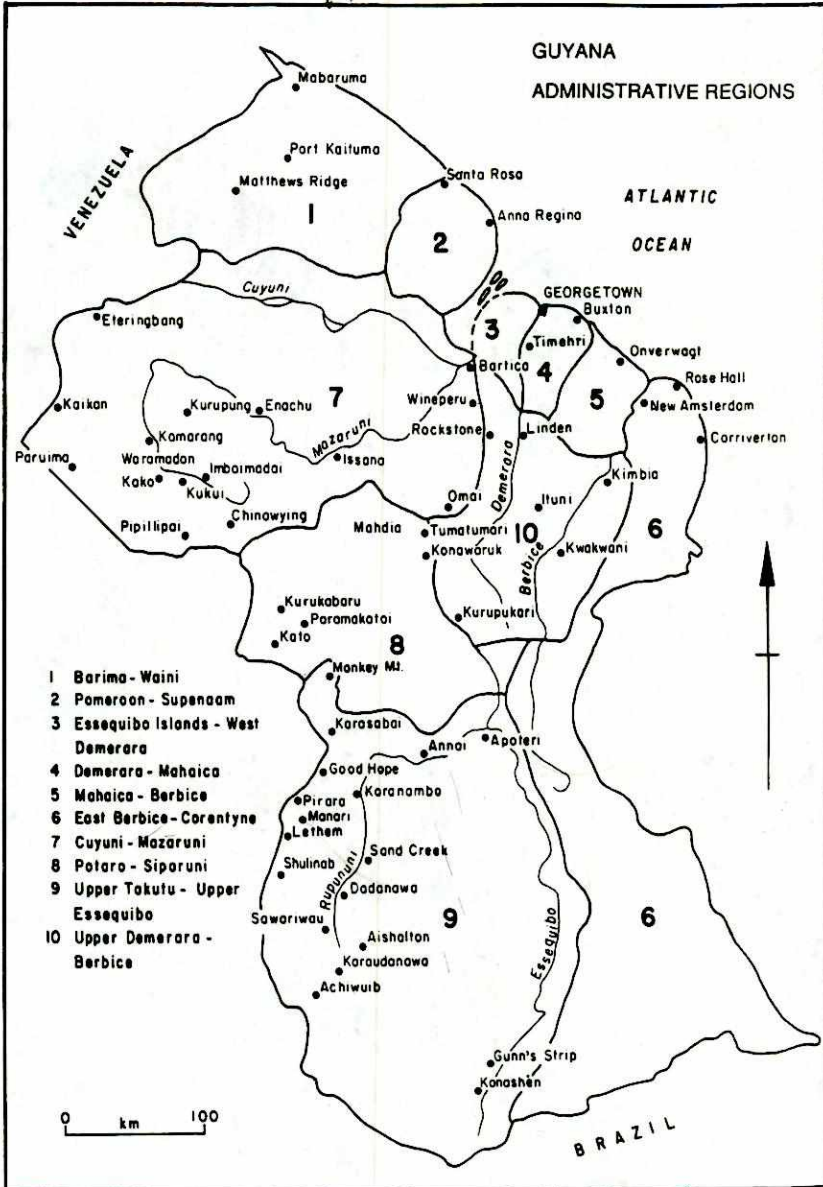 GUYANA
ADMINISTRATIVE REGIONS
Mabaruma
Port Kaituma
Matthews Ridge
VENEZUELA
1
Santa Rosa
Anna Regina
2
ATLANTIC
OCEAN
Cuyuni
Eteringbang
3
GEORGETOWN
Buxton
Timehri
4
Bartica
Onverwagt
5
Rose Hall
New Amsterdam
Corriverton
7
Kaikan
Kurupung
Enachu
Wineperu
Kamarang
Mazaruni
Rockstone
Linden
Paruima
Waramadan
Imbaimadai
Issano
Kako
Kukui
Demerara
Kimbia
Chinawying
Omai
Ituni
Pipillipai
Mahdia
Tumatumari
10
6
Konawaruk
Berbice
Kwakwani
Kurukabaru
Paramakatoi
Kurupukari
Kato
8
Monkey Mt.
1 Barima - Waini
2 Pomeroon - Supenaam
3 Essequibo Islands - West
Demerara
4 Demerara - Mahaica
5 Mahaica - Berbice
6 East Berbice - Corentyne
7 Cuyuni - Mazaruni
8 Potaro - Siparuni
9 Upper Takutu - Upper
Essequibo
10 Upper Demerara -
Berbice
Karasabai
Annai
Apoteri
Good Hope
Karanambo
Pirara
Manari
Lethem
Sand Creek
Shulinab
Rupununi
Dadanawa
9
6
Sawariwau
Essequibo
Aishalton
Karaudanawa
Achiwuib
Gunn's Strip
Konashen
0 100
km
BRAZIL